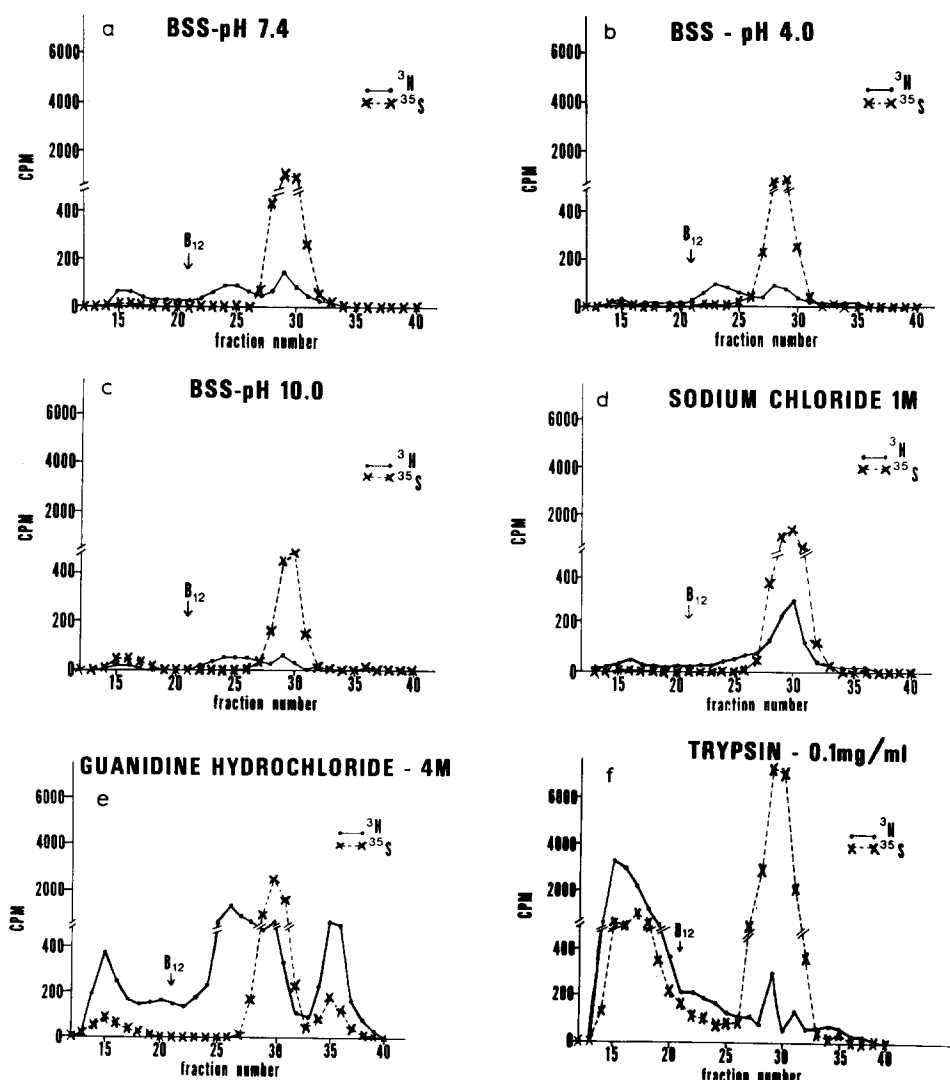 a BSS-pH 7.4
6000
4000
2000
400
200
0
CPM
³H
³⁵S
B₁₂
15 20 25 30 35 40
fraction number
b BSS - pH 4.0
6000
4000
2000
400
200
0
CPM
³H
³⁵S
B₁₂
15 20 25 30 35 40
fraction number
c BSS-pH 10.0
6000
4000
2000
400
200
0
CPM
³H
³⁵S
B₁₂
15 20 25 30 35 40
fraction number
d SODIUM CHLORIDE 1M
6000
4000
2000
400
200
0
CPM
³H
³⁵S
B₁₂
15 20 25 30 35 40
fraction number
GUANIDINE HYDROCHLORIDE - 4M
e
6000
4000
2000
400
200
0
CPM
³H
³⁵S
B₁₂
15 20 25 30 35 40
fraction number
TRYPSIN - 0.1mg/ml
f
6000
4000
2000
400
200
0
CPM
³H
³⁵S
B₁₂
15 20 25 30 35 40
fraction number